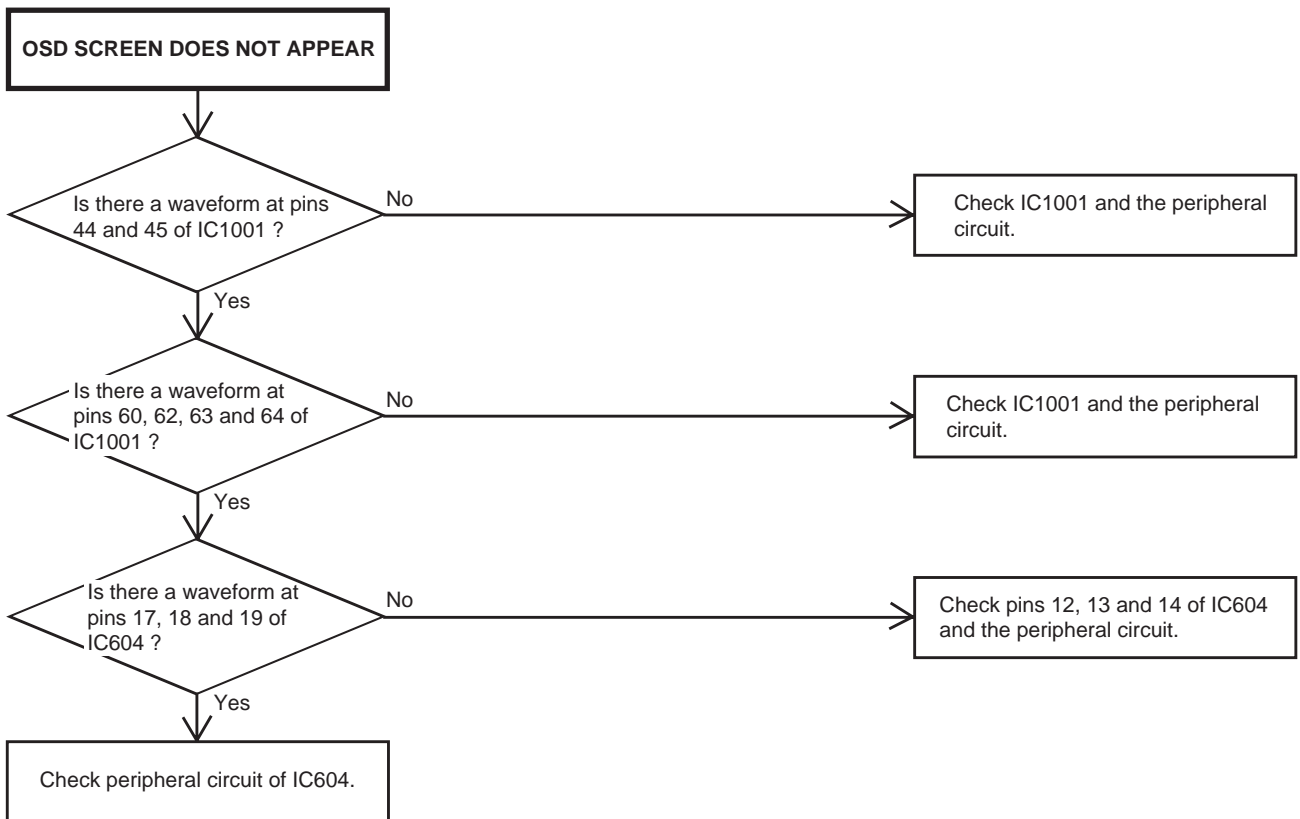 OSD SCREEN DOES NOT APPEAR
Is there a waveform at pins
44 and 45 of IC1001 ?
No
Check IC1001 and the peripheral
circuit.
Yes
Is there a waveform at
pins 60, 62, 63 and 64 of
IC1001 ?
No
Check IC1001 and the peripheral
circuit.
Yes
Is there a waveform at
pins 17, 18 and 19 of
IC604 ?
No
Check pins 12, 13 and 14 of IC604
and the peripheral circuit.
Yes
Check peripheral circuit of IC604.